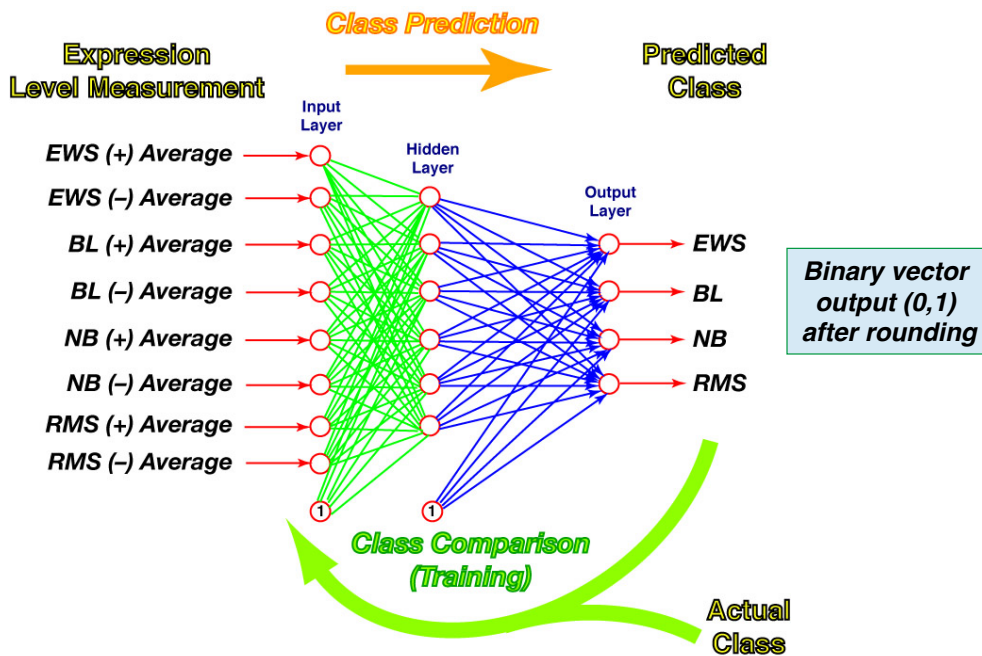 Class Prediction
Expression
Level Measurement
Predicted
Class
Input
Layer
Hidden
Layer
Output
Layer
EWS (+) Average
EWS (–) Average
BL (+) Average
BL (–) Average
NB (+) Average
NB (–) Average
RMS (+) Average
RMS (–) Average
1
1
EWS
BL
NB
RMS
Binary vector
output (0,1)
after rounding
Class Comparison
(Training)
Actual
Class